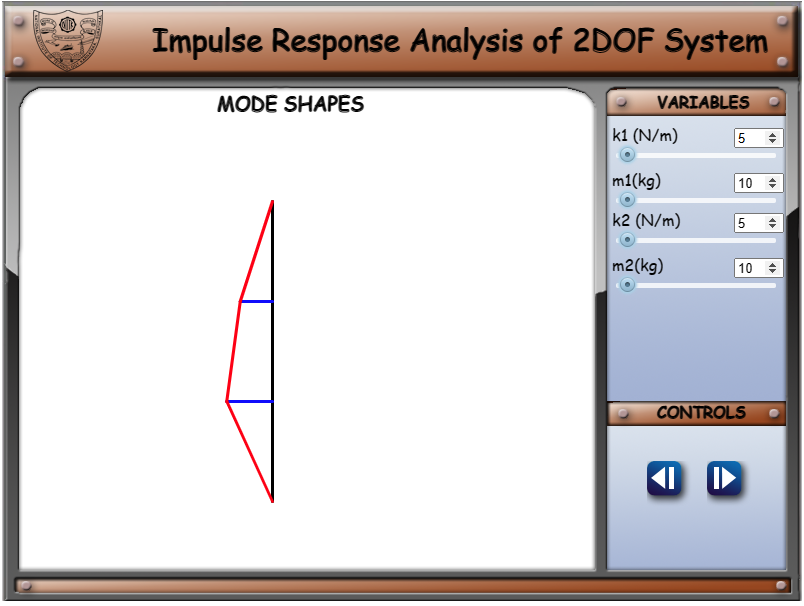 Impulse Response Analysis of 2DOF System
MODE SHAPES
VARIABLES
k1 (N/m) 5
m1(kg) 10
k2 (N/m) 5
m2(kg) 10
CONTROLS